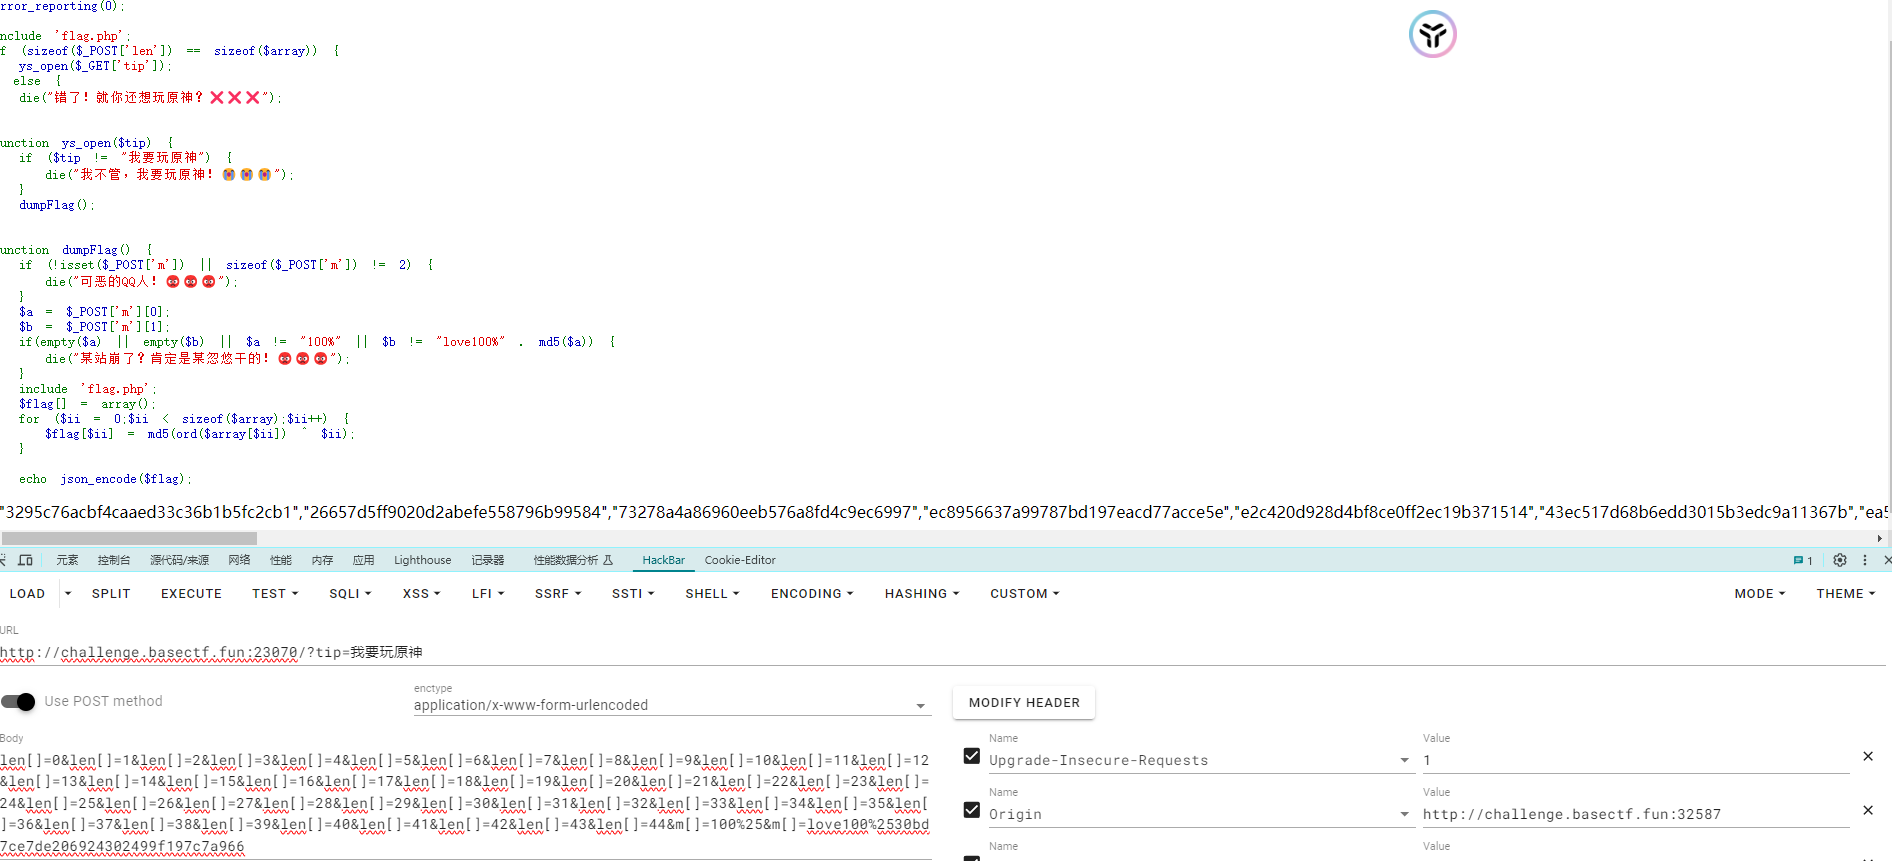 rror_reporting(0);
nclude 'flag.php';
f (sizeof($_POST['len']) == sizeof($array)) {
ys_open($_GET['tip']);
else {
die("错了！就你还想玩原神？❌❌❌");
unction ys_open($tip) {
if ($tip != "我要玩原神") {
die("我不管，我要玩原神！😭😭😭");
}
dumpFlag();
unction dumpFlag() {
if (!isset($_POST['m']) || sizeof($_POST['m']) != 2) {
die("可恶的QQ人！😡😡😡");
}
$a = $_POST['m'][0];
$b = $_POST['m'][1];
if(empty($a) || empty($b) || $a != "100%" || $b != "love100%" . md5($a)) {
die("某站崩了？肯定是某忽悠干的！😡😡😡");
}
include 'flag.php';
$flag[] = array();
for ($ii = 0;$ii < sizeof($array);$ii++) {
$flag[$ii] = md5(ord($array[$ii]) ^ $ii);
}
echo json_encode($flag);
"3295c76acbf4caaed33c36b1b5fc2cb1","26657d5ff9020d2abefe558796b99584","73278a4a86960eeb576a8fd4c9ec6997","ec8956637a99787bd197eacd77acce5e","e2c420d928d4bf8ce0ff2ec19b371514","43ec517d68b6edd3015b3edc9a11367b","ea5
元素 控制台 源代码/来源 网络 性能 内存 应用 Lighthouse 记录器 性能数据分析 HackBar Cookie-Editor 1
LOAD SPLIT EXECUTE TEST SQLI XSS LFI SSRF SSTI SHELL ENCODING HASHING CUSTOM MODE THEME
URL
http://challenge.basectf.fun:23070/?tip=我要玩原神
Use POST method
enctype
application/x-www-form-urlencoded
MODIFY HEADER
Body
len[]=0&len[]=1&len[]=2&len[]=3&len[]=4&len[]=5&len[]=6&len[]=7&len[]=8&len[]=9&len[]=10&len[]=11&len[]=12
&len[]=13&len[]=14&len[]=15&len[]=16&len[]=17&len[]=18&len[]=19&len[]=20&len[]=21&len[]=22&len[]=23&len[]=
24&len[]=25&len[]=26&len[]=27&len[]=28&len[]=29&len[]=30&len[]=31&len[]=32&len[]=33&len[]=34&len[]=35&len[
]=36&len[]=37&len[]=38&len[]=39&len[]=40&len[]=41&len[]=42&len[]=43&len[]=44&m[]=100%25&m[]=love100%2530bd
7ce7de206924302499f197c7a966
Name Value
Upgrade-Insecure-Requests 1
Name Value
Origin http://challenge.basectf.fun:32587
Name Value